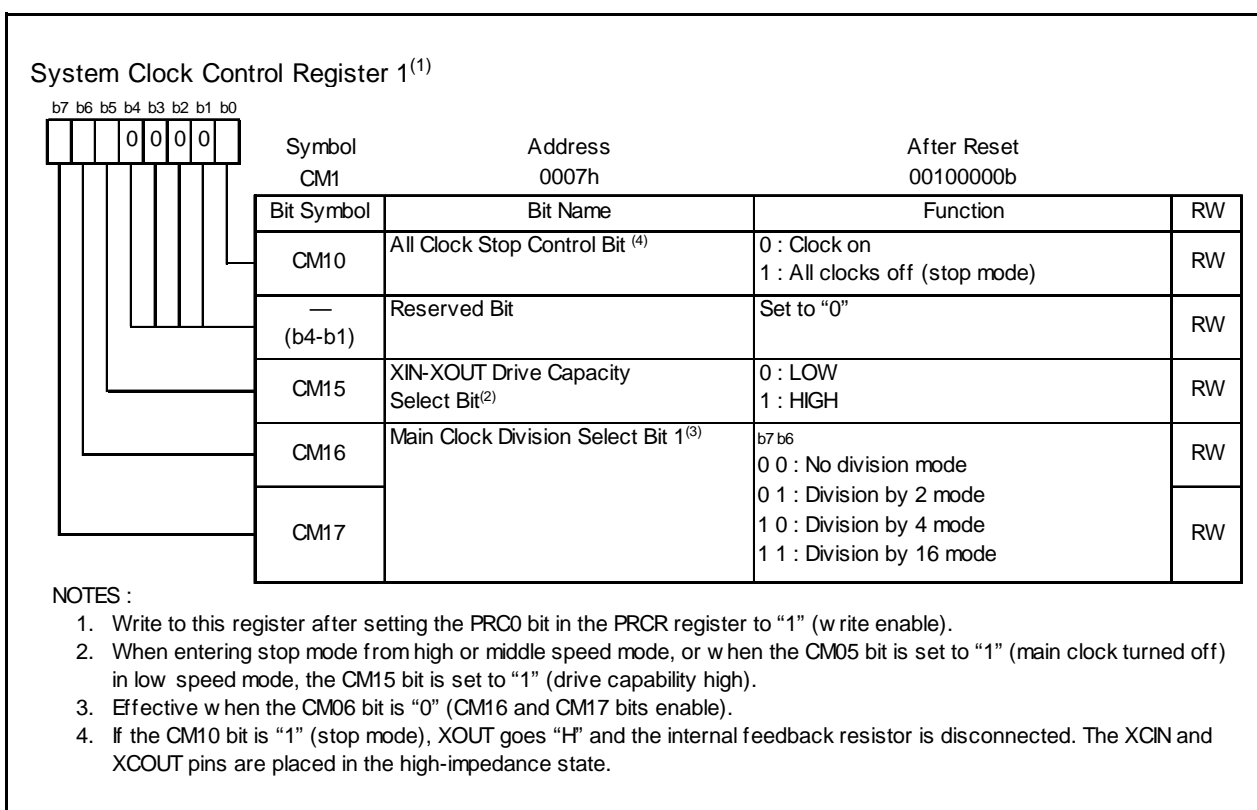 System Clock Control Register 1(1)
b7 b6 b5 b4 b3 b2 b1 b0
0 0 0 0
Symbol Address After Reset
CM1 0007h 00100000b
Bit Symbol Bit Name Function RW
CM10 All Clock Stop Control Bit (4) 0 : Clock on RW
1 : All clocks off (stop mode)
— Reserved Bit Set to “0” RW
(b4-b1)
CM15 XIN-XOUT Drive Capacity 0 : LOW RW
Select Bit(2) 1 : HIGH
CM16 Main Clock Division Select Bit 1(3) b7 b6 RW
0 0 : No division mode
0 1 : Division by 2 mode
CM17 1 0 : Division by 4 mode RW
1 1 : Division by 16 mode
NOTES :
1. Write to this register after setting the PRC0 bit in the PRCR register to “1” (write enable).
2. When entering stop mode from high or middle speed mode, or when the CM05 bit is set to “1” (main clock turned off)
in low speed mode, the CM15 bit is set to “1” (drive capability high).
3. Effective when the CM06 bit is “0” (CM16 and CM17 bits enable).
4. If the CM10 bit is “1” (stop mode), XOUT goes “H” and the internal feedback resistor is disconnected. The XCIN and
XCOUT pins are placed in the high-impedance state.